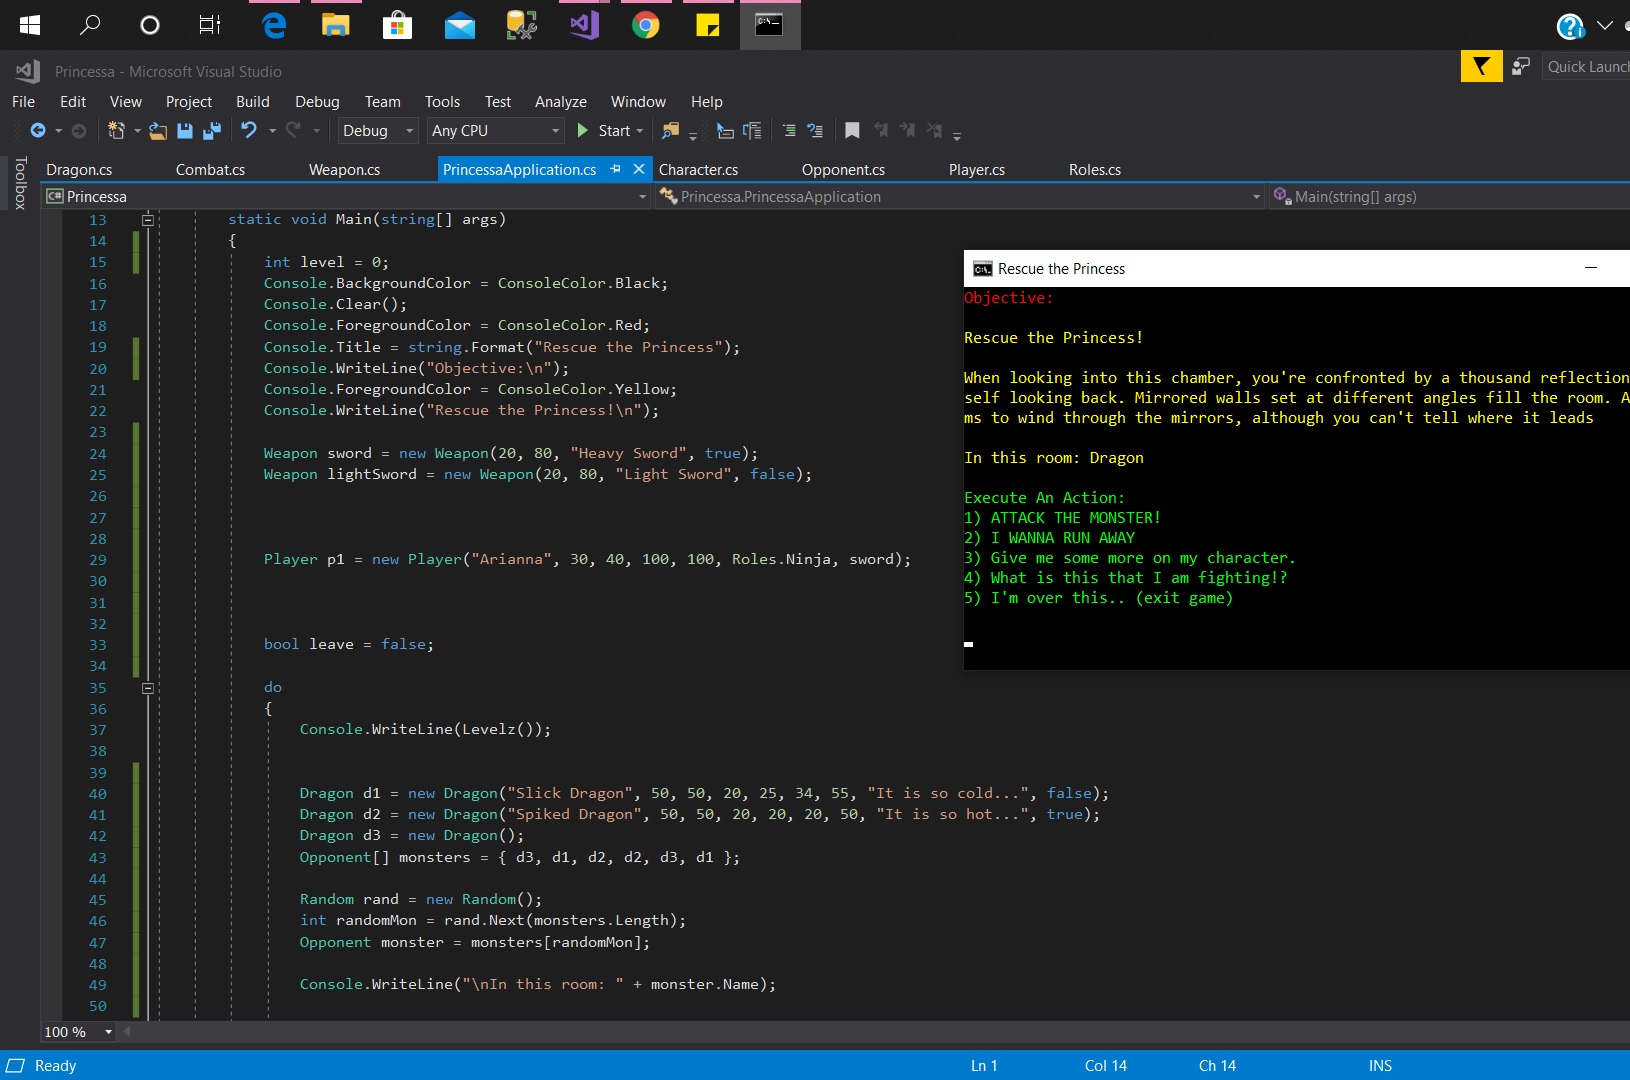 Princessa - Microsoft Visual Studio
Quick Launch
File Edit View Project Build Debug Team Tools Test Analyze Window Help
Debug Any CPU Start
Toolbox
Dragon.cs Combat.cs Weapon.cs PrincessaApplication.cs Character.cs Opponent.cs Player.cs Roles.cs
C# Princessa Princessa.PrincessaApplication Main(string[] args)
13 static void Main(string[] args)
14 {
15 int level = 0;
16 Console.BackgroundColor = ConsoleColor.Black;
17 Console.Clear();
18 Console.ForegroundColor = ConsoleColor.Red;
19 Console.Title = string.Format("Rescue the Princess");
20 Console.WriteLine("Objective:\n");
21 Console.ForegroundColor = ConsoleColor.Yellow;
22 Console.WriteLine("Rescue the Princess!\n");
23
24 Weapon sword = new Weapon(20, 80, "Heavy Sword", true);
25 Weapon lightSword = new Weapon(20, 80, "Light Sword", false);
26
27
28
29 Player p1 = new Player("Arianna", 30, 40, 100, 100, Roles.Ninja, sword);
30
31
32
33 bool leave = false;
34
35 do
36 {
37 Console.WriteLine(Levelz());
38
39
40 Dragon d1 = new Dragon("Slick Dragon", 50, 50, 20, 25, 34, 55, "It is so cold...", false);
41 Dragon d2 = new Dragon("Spiked Dragon", 50, 50, 20, 20, 20, 50, "It is so hot...", true);
42 Dragon d3 = new Dragon();
43 Opponent[] monsters = { d3, d1, d2, d2, d3, d1 };
44
45 Random rand = new Random();
46 int randomMon = rand.Next(monsters.Length);
47 Opponent monster = monsters[randomMon];
48
49 Console.WriteLine("\nIn this room: " + monster.Name);
50
Rescue the Princess
Objective:
Rescue the Princess!
When looking into this chamber, you're confronted by a thousand reflection
self looking back. Mirrored walls set at different angles fill the room. A
ms to wind through the mirrors, although you can't tell where it leads
In this room: Dragon
Execute An Action:
1) ATTACK THE MONSTER!
2) I WANNA RUN AWAY
3) Give me some more on my character.
4) What is this that I am fighting!?
5) I'm over this.. (exit game)
100 %
Ready Ln 1 Col 14 Ch 14 INS